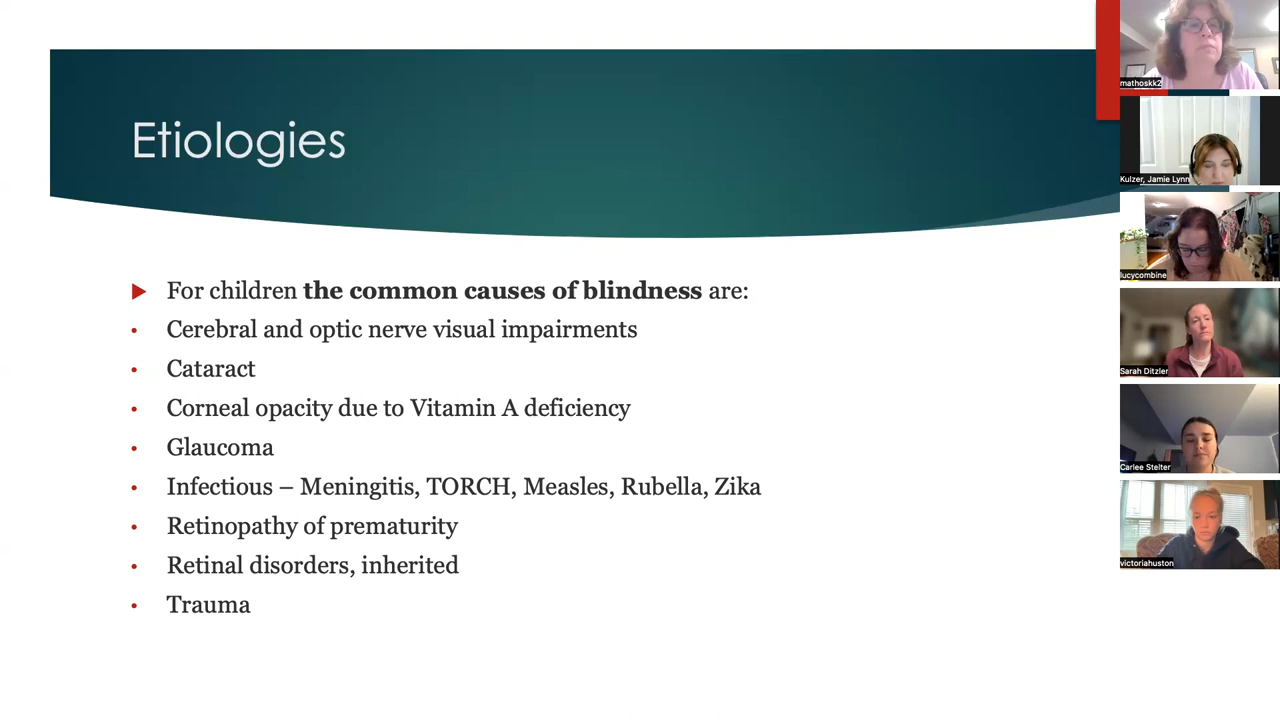 Etiologies
For children the common causes of blindness are:
Cerebral and optic nerve visual impairments
Cataract
Corneal opacity due to Vitamin A deficiency
Glaucoma
Infectious – Meningitis, TORCH, Measles, Rubella, Zika
Retinopathy of prematurity
Retinal disorders, inherited
Trauma
mathoskk2
Kulzer, Jamie Lynn
lucycombine
Sarah Ditzler
Carlee Stelter
victoriahuston